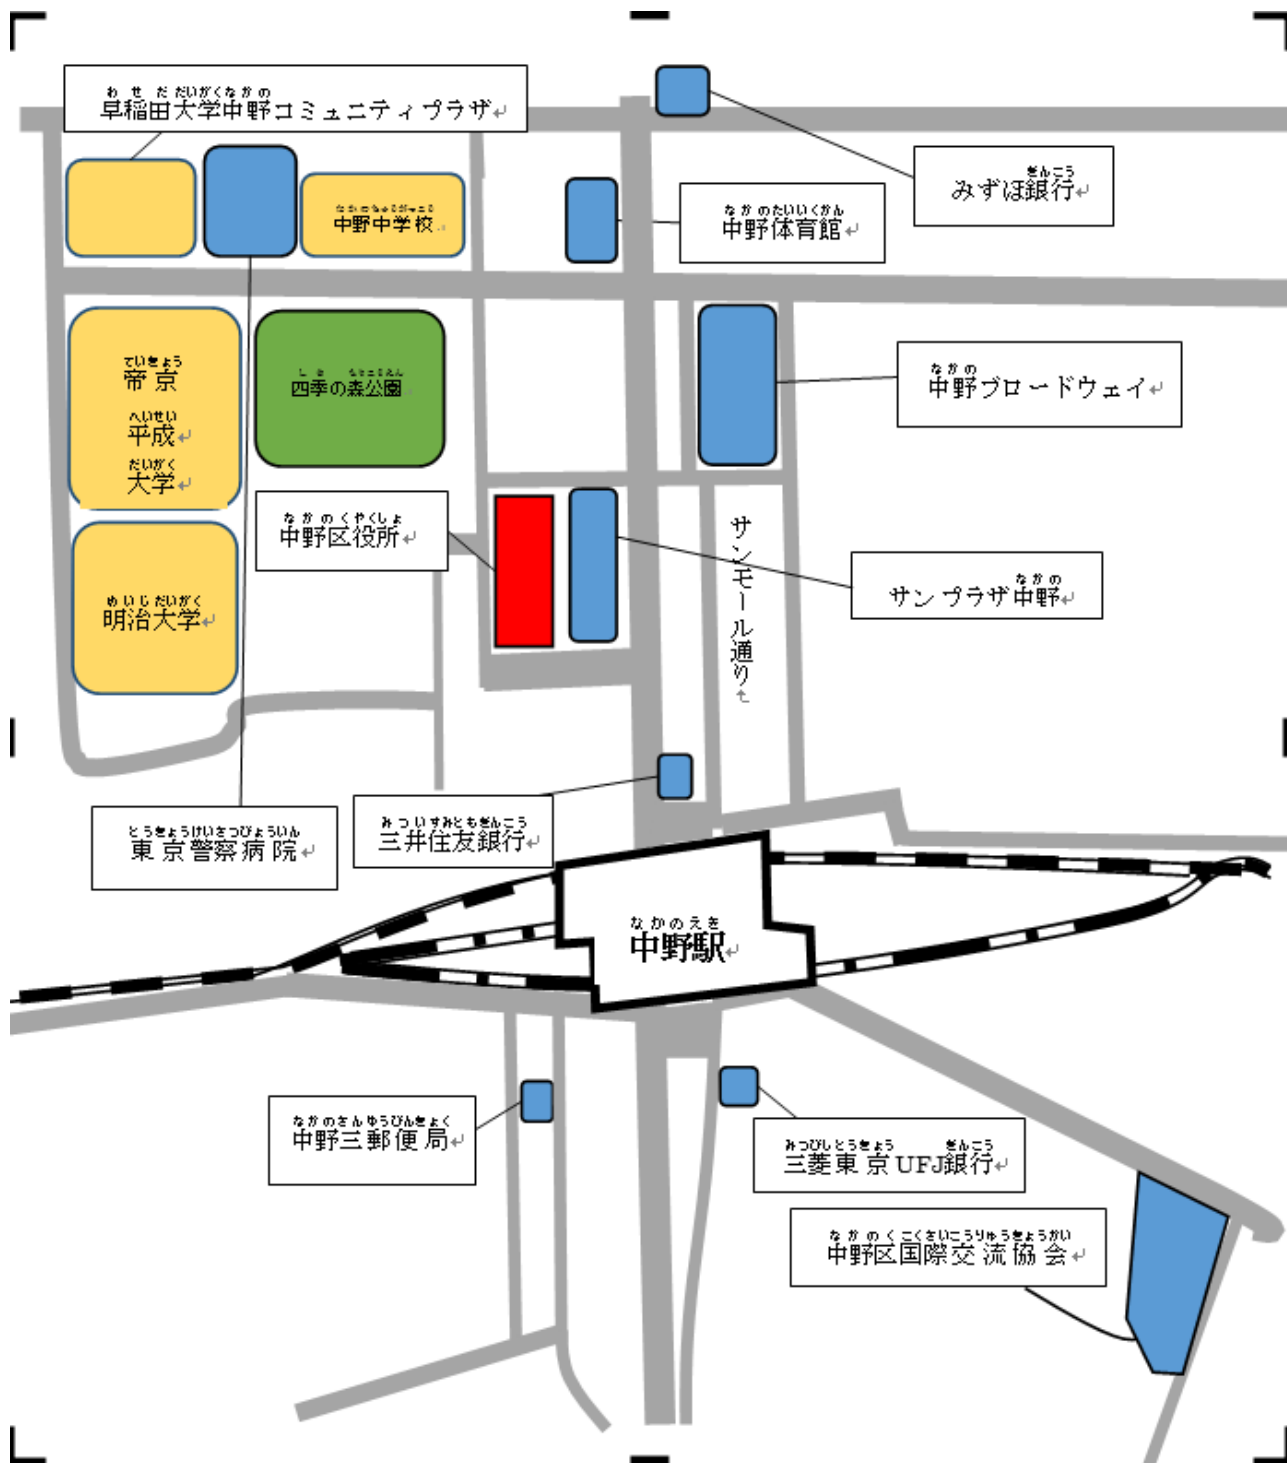 わせだだいがくなかの
早稲田大学中野コミュニティプラザ↵
ぎんこう
みずほ銀行↵
なかのちゅうがっこう
中野中学校
なかのたいいくかん
中野体育館↵
ていきょう
帝京
へいせい
平成↵
だいがく
大学↵
四季の森公園
なかの
中野ブロードウェイ↵
なかのくやくしょ
中野区役所↵
サンモール通り↵
なかの
サンプラザ中野↵
めいじだいがく
明治大学↵
とうきょうけいさつびょういん
東京警察病院↵
みついすみともぎんこう
三井住友銀行↵
なかのえき
中野駅↵
なかのさんゆうびんきょく
中野三郵便局↵
みつびしとうきょう ぎんこう
三菱東京UFJ銀行↵
なかのくこくさいこうりゅうきょうかい
中野区国際交流協会↵